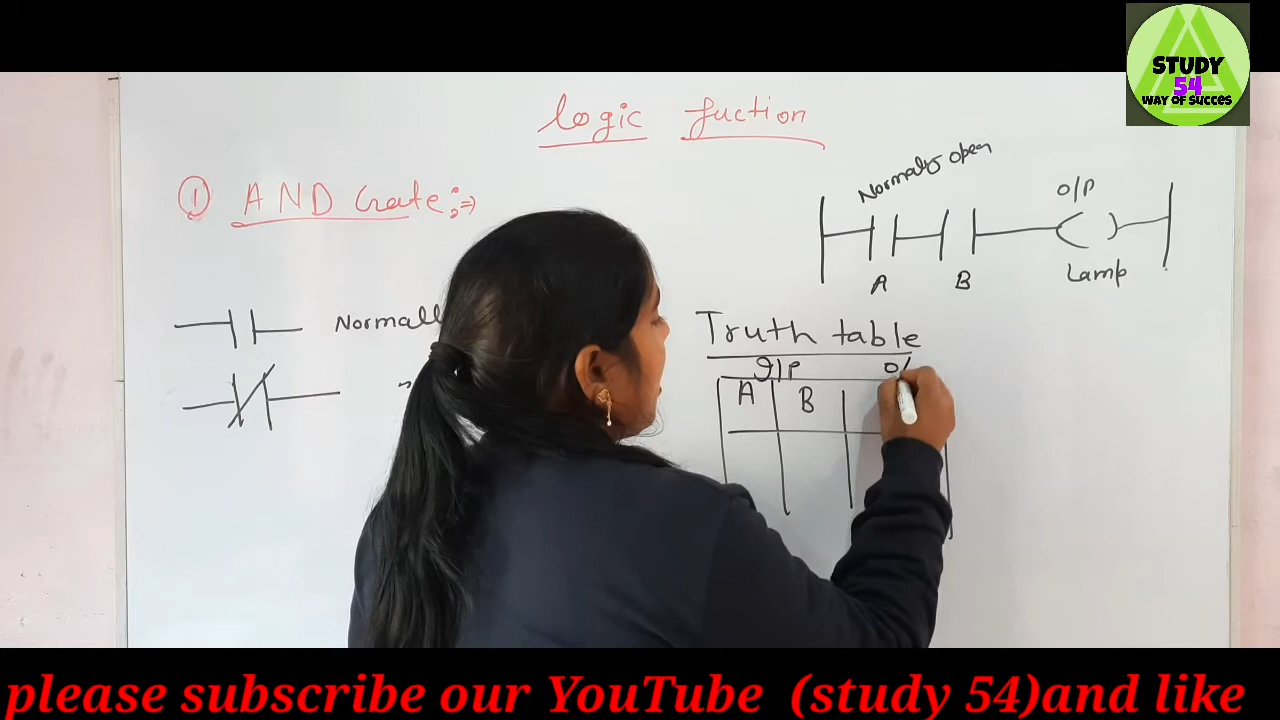 STUDY
54
WAY OF SUCCES
logic fuction
① AND Gate :⇒
Normally open
O/P
A B
Lamp
Normall
Truth table
I/P O/
A B
please subscribe our YouTube (study 54)and like